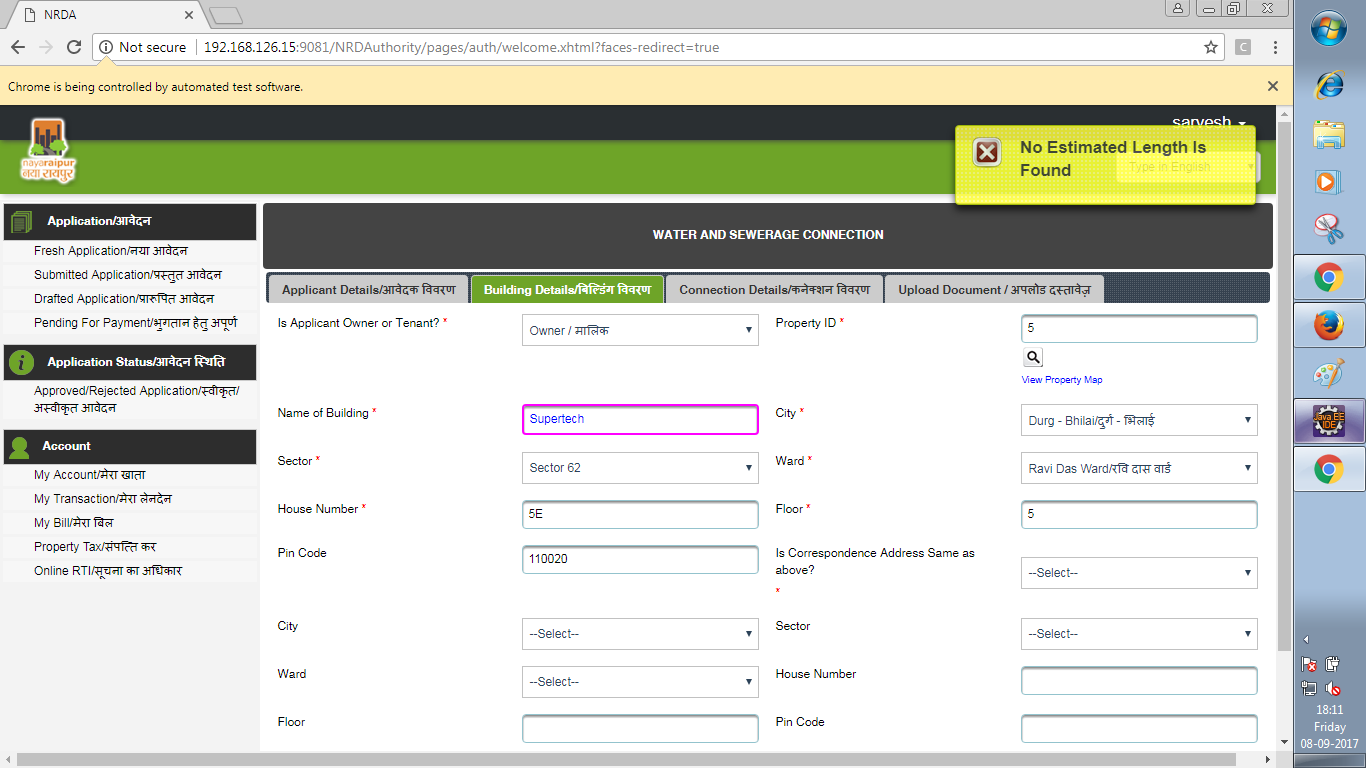 NRDA
Not secure
192.168.126.15:9081/NRDAuthority/pages/auth/welcome.xhtml?faces-redirect=true
C
Chrome is being controlled by automated test software.
nayaraipur
नया रायपुर
sarvesh
No Estimated Length Is
Found
Type in English
Application/आवेदन
Fresh Application/नया आवेदन
Submitted Application/प्रस्तुत आवेदन
Drafted Application/प्रारुपित आवेदन
Pending For Payment/भुगतान हेतु अपूर्ण
Application Status/आवेदन स्थिति
Approved/Rejected Application/स्वीकृत/
अस्वीकृत आवेदन
Account
My Account/मेरा खाता
My Transaction/मेरा लेनदेन
My Bill/मेरा बिल
Property Tax/संपत्ति कर
Online RTI/सूचना का अधिकार
WATER AND SEWERAGE CONNECTION
Applicant Details/आवेदक विवरण
Building Details/बिल्डिंग विवरण
Connection Details/कनेक्शन विवरण
Upload Document / अपलोड दस्तावेज़
Is Applicant Owner or Tenant? *
Owner / मालिक
Property ID *
5
View Property Map
Name of Building *
Supertech
City *
Durg - Bhilai/दुर्ग - भिलाई
Sector *
Sector 62
Ward *
Ravi Das Ward/रवि दास वार्ड
House Number *
5E
Floor *
5
Pin Code
110020
Is Correspondence Address Same as
above?
*
--Select--
City
--Select--
Sector
--Select--
Ward
--Select--
House Number
Floor
Pin Code
Java EE
IDE
18:11
Friday
08-09-2017